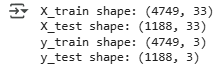 X_train shape: (4749, 33)
X_test shape: (1188, 33)
y_train shape: (4749, 3)
y_test shape: (1188, 3)